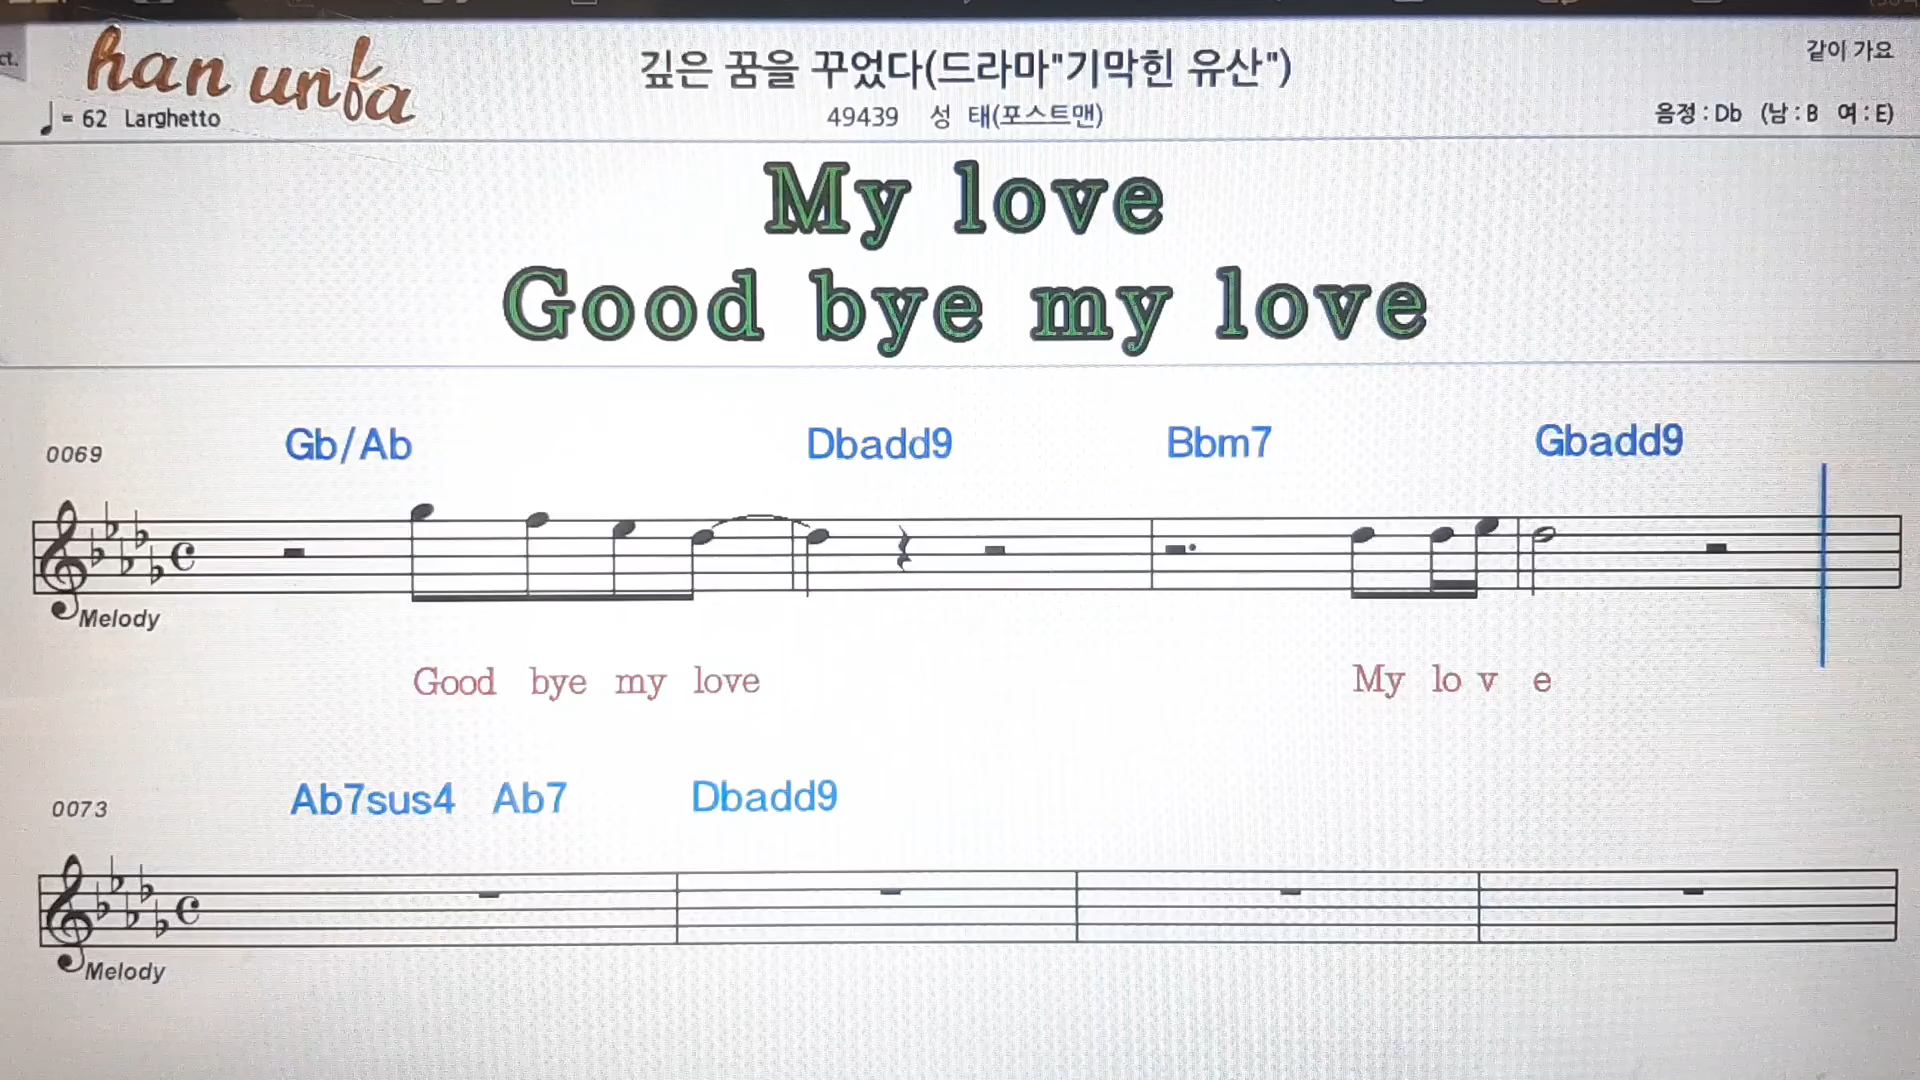 ct.
han unfa
깊은 꿈을 꾸었다(드라마"기막힌 유산")
같이 가요
♩= 62 Larghetto
49439 성 태(포스트맨)
음정 : Db (남 : B 여 : E)
My love
Good bye my love
Gb/Ab Dbadd9 Bbm7 Gbadd9
0069
Melody
Good bye my love My lo v e
Ab7sus4 Ab7 Dbadd9
0073
Melody